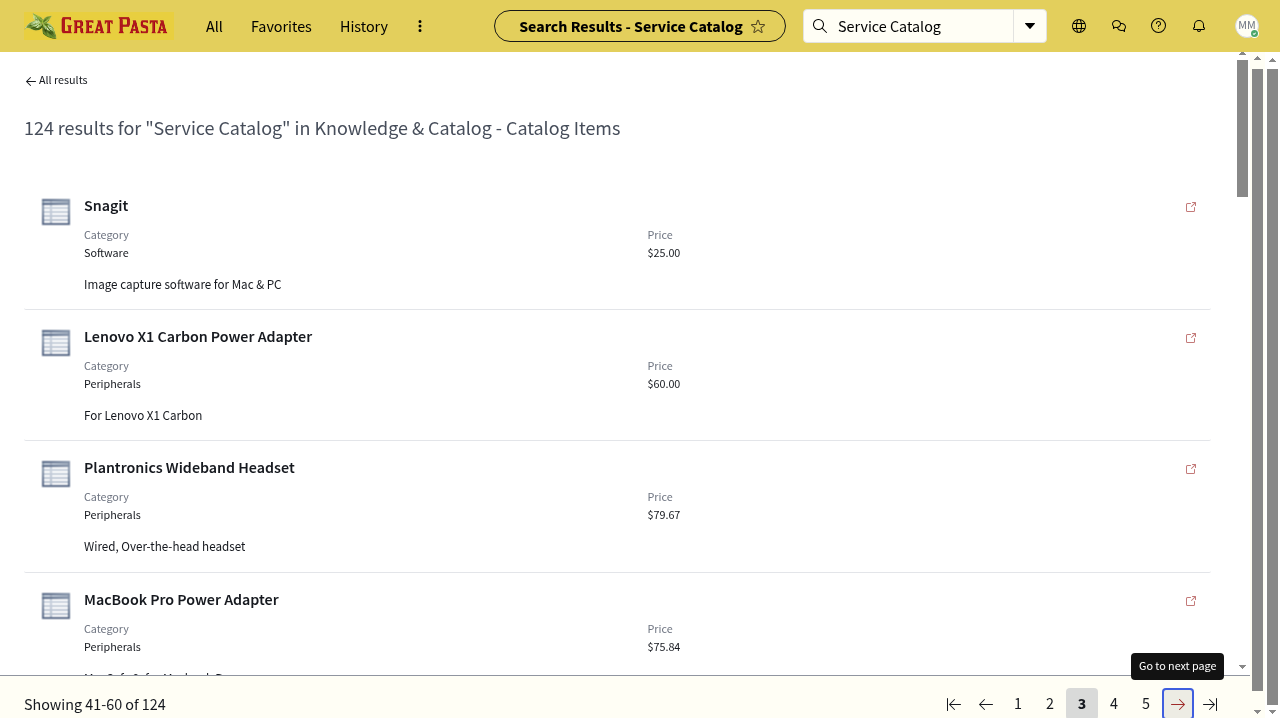 GREAT PASTA
All
Favorites
History
Search Results - Service Catalog
Service Catalog
MM
All results
124 results for "Service Catalog" in Knowledge & Catalog - Catalog Items
Snagit
Category
Price
Software
$25.00
Image capture software for Mac & PC
Lenovo X1 Carbon Power Adapter
Category
Price
Peripherals
$60.00
For Lenovo X1 Carbon
Plantronics Wideband Headset
Category
Price
Peripherals
$79.67
Wired, Over-the-head headset
MacBook Pro Power Adapter
Category
Price
Peripherals
$75.84
Go to next page
Showing 41-60 of 124
1
2
3
4
5